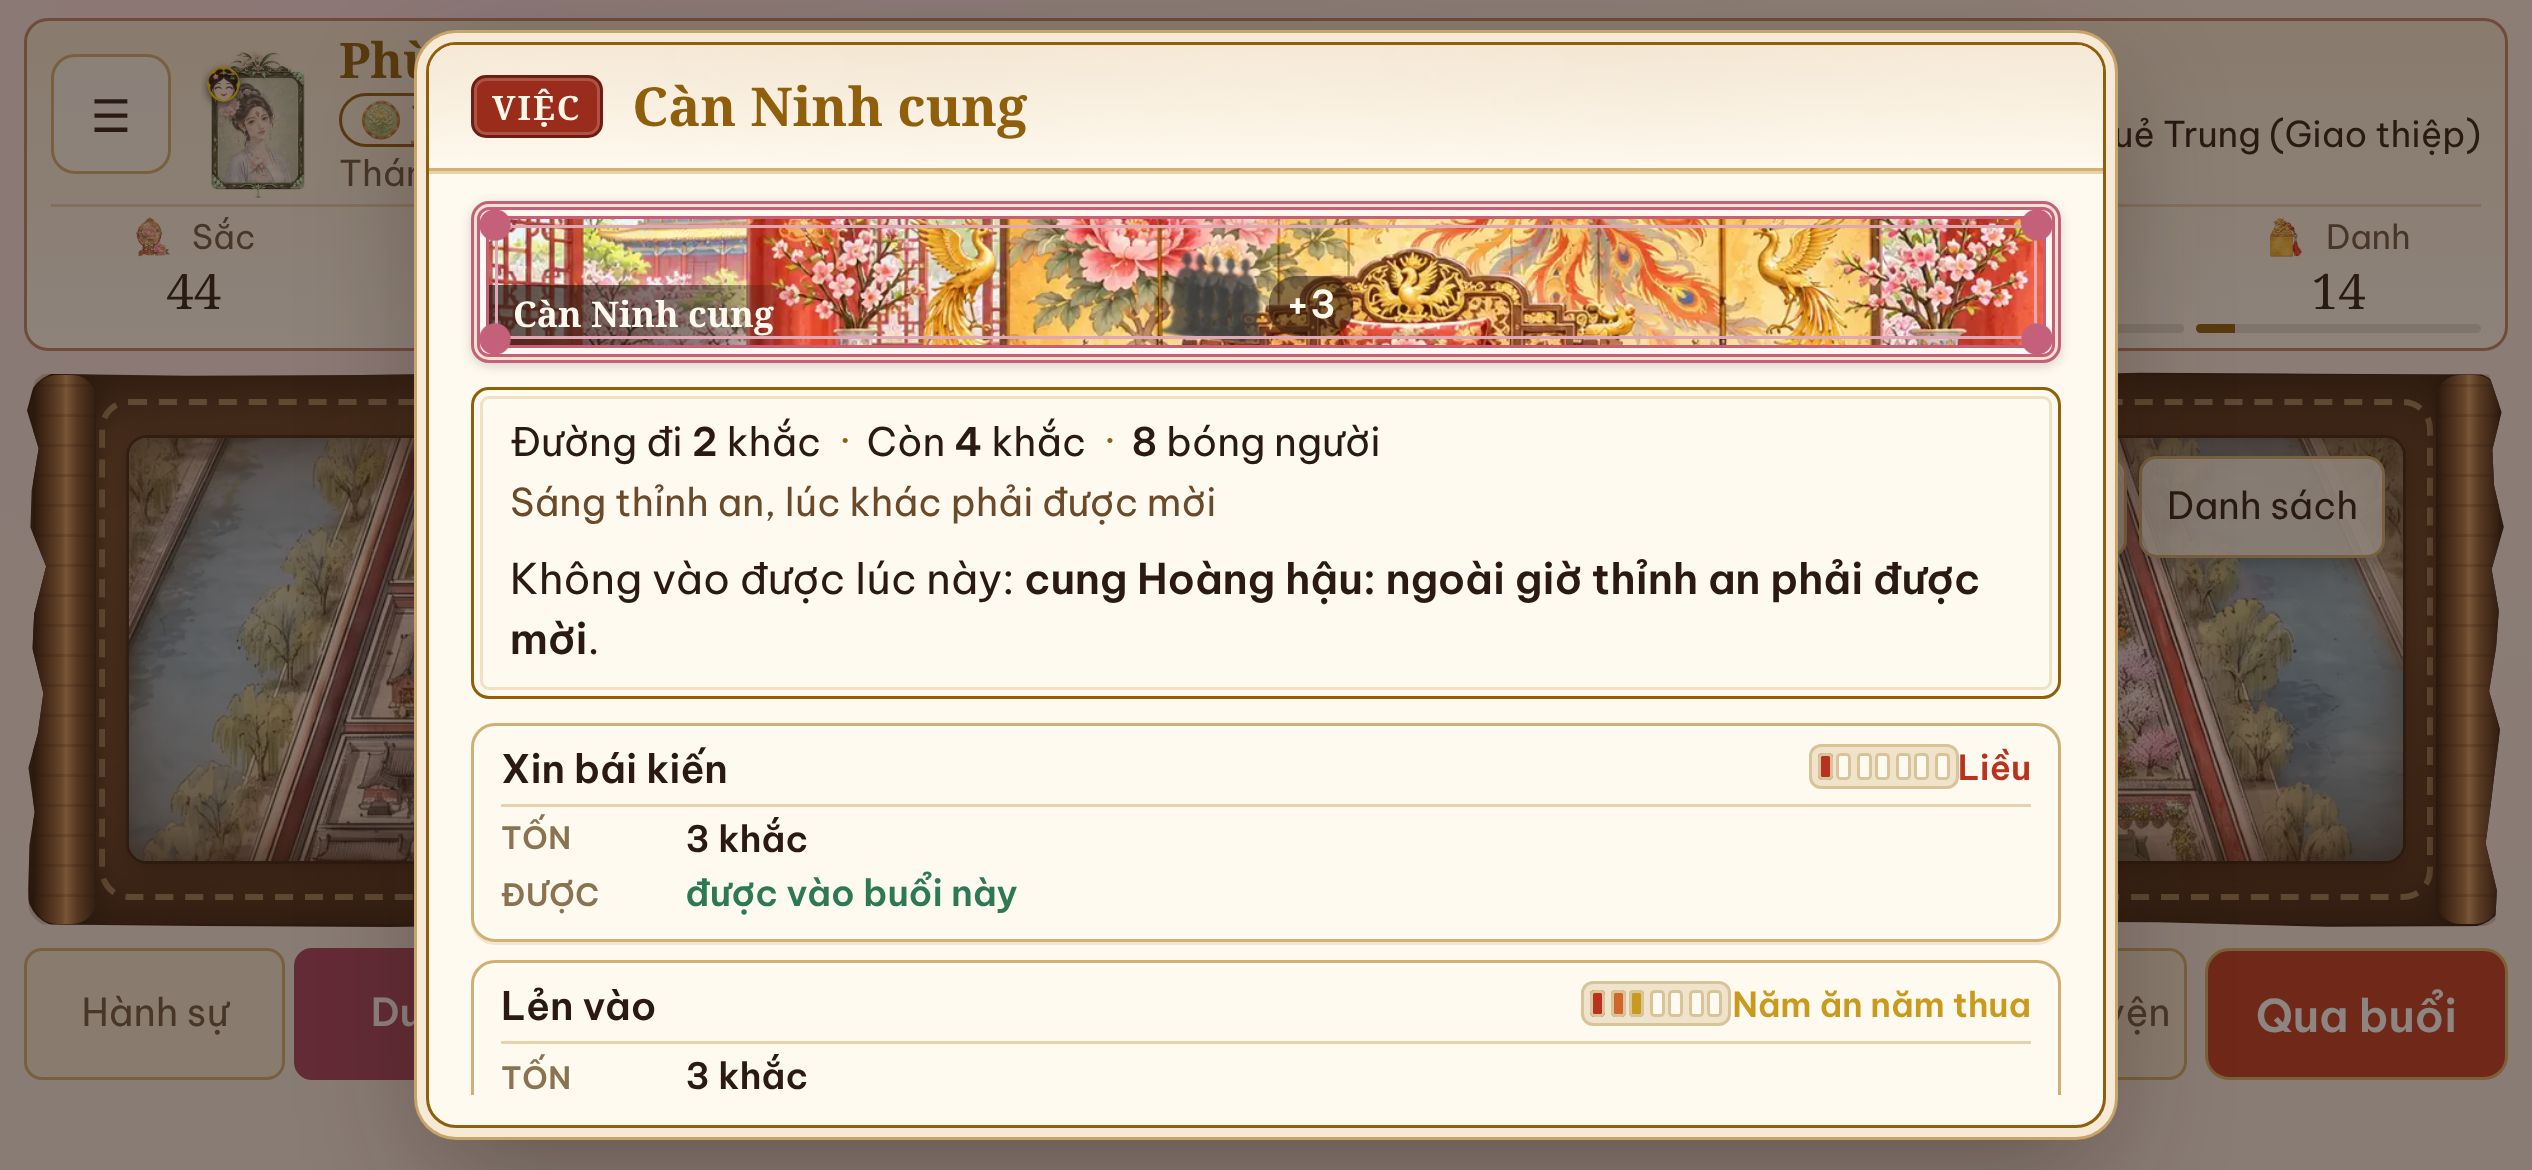 ☰
Phù
Thán
uẻ Trung (Giao thiệp)
Sắc
44
Danh
14
VIỆC Càn Ninh cung
Càn Ninh cung
+3
Đường đi 2 khắc · Còn 4 khắc · 8 bóng người
Sáng thỉnh an, lúc khác phải được mời
Không vào được lúc này: cung Hoàng hậu: ngoài giờ thỉnh an phải được
mời.
Danh sách
Xin bái kiến Liều
TỐN 3 khắc
ĐƯỢC được vào buổi này
Lẻn vào Năm ăn năm thua
TỐN 3 khắc
Hành sự
Du
yện
Qua buổi